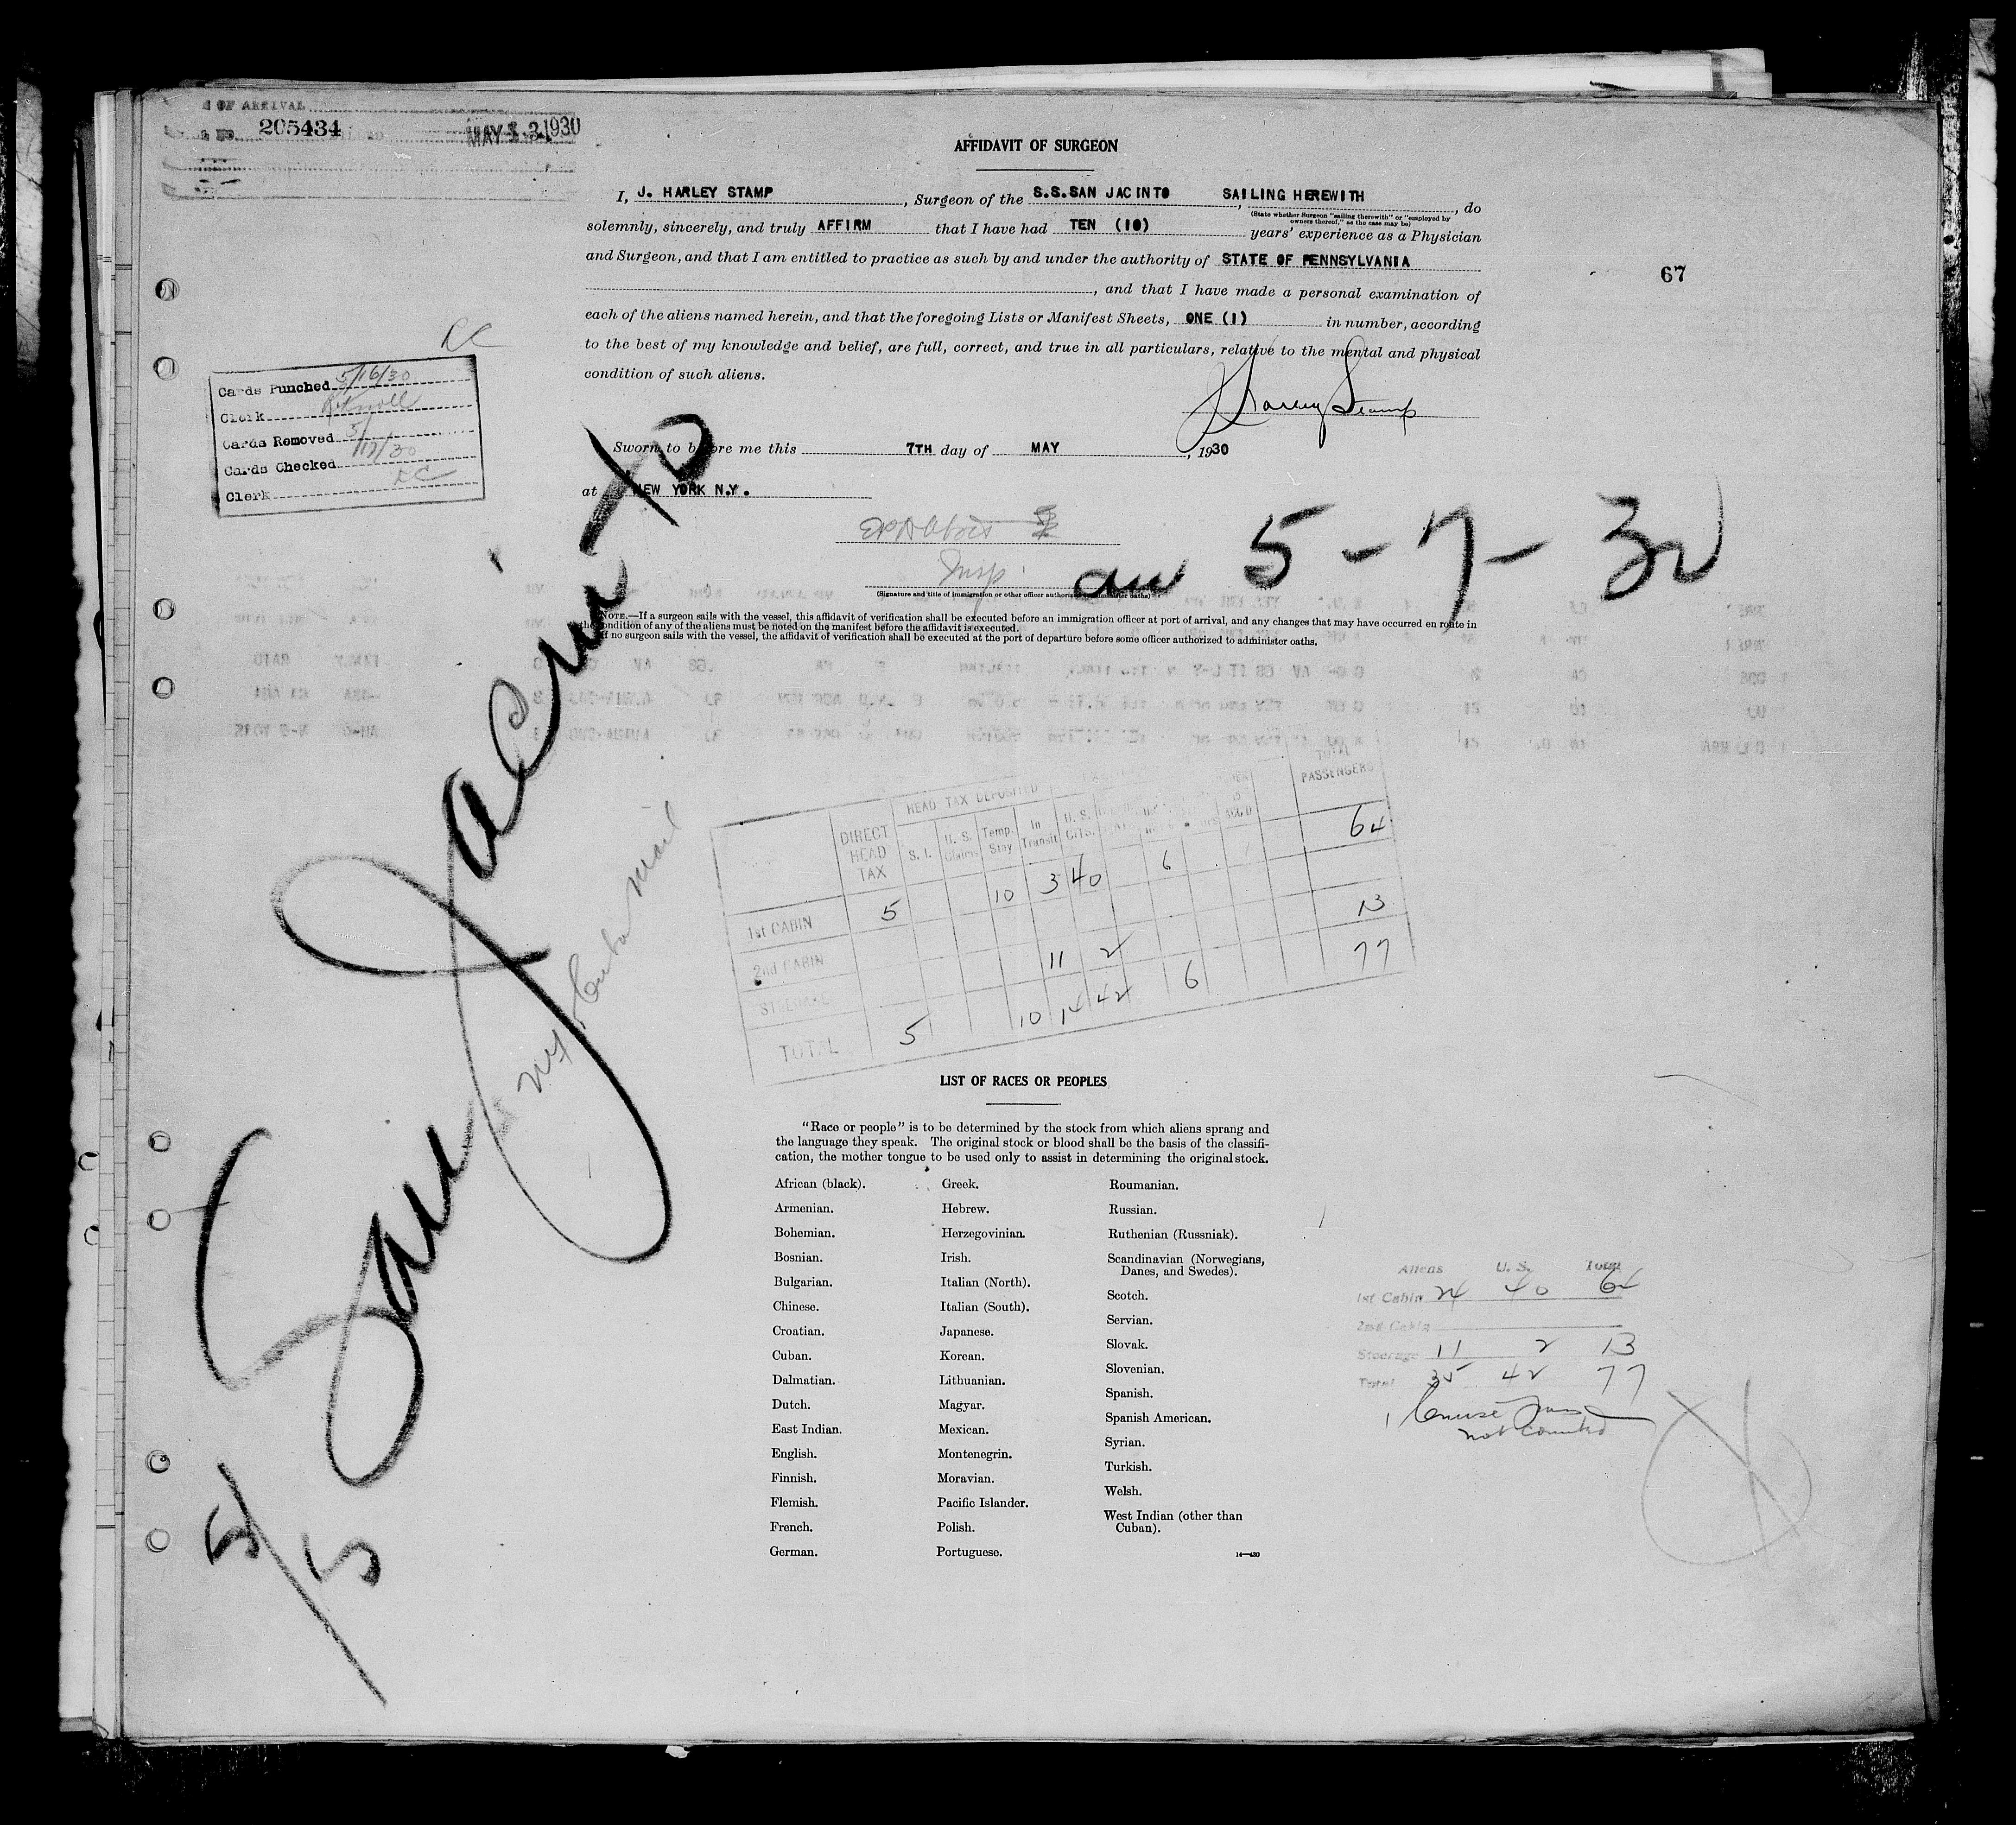 OF ARRIVAL
205434 MAY 13 1930
AFFIDAVIT OF SURGEON
I, J. HARLEY STAMP, Surgeon of the S.S.SAN JACINTO, SAILING HEREWITH, do
(State whether Surgeon "sailing therewith" or "employed by
owners thereof," as the case may be)
solemnly, sincerely, and truly AFFIRM that I have had TEN (10) years' experience as a Physician
and Surgeon, and that I am entitled to practice as such by and under the authority of STATE OF PENNSYLVANIA
67
, and that I have made a personal examination of
each of the aliens named herein, and that the foregoing Lists or Manifest Sheets, ONE (1) in number, according
to the best of my knowledge and belief, are full, correct, and true in all particulars, relative to the mental and physical
condition of such aliens.
J Harley Stamp
Cards Punched 5/16/30
Clerk
Cards Removed 5/
Cards Checked 17/30
Clerk
Sworn to before me this 7TH day of MAY, 1930
at NEW YORK N.Y.
Insp.
5-7-30
(Signature and title of immigration or other officer authorized to administer oaths)
NOTE.—If a surgeon sails with the vessel, this affidavit of verification shall be executed before an immigration officer at port of arrival, and any changes that may have occurred en route in
the condition of any of the aliens must be noted on the manifest before the affidavit is executed.
If no surgeon sails with the vessel, the affidavit of verification shall be executed at the port of departure before some officer authorized to administer oaths.
San Jacinto
5/15
NY Cuba Mail
DIRECT HEAD TAX HEAD TAX DEPOSITED TOTAL PASSENGERS
S. I. U. S. Claims Temp. Stay In Transit U. S. Cits.
1st CABIN 5 10 3 40 6 64
2nd CABIN
STEERAGE 11 2 13
TOTAL 5 10 14 42 6 77
LIST OF RACES OR PEOPLES
"Race or people" is to be determined by the stock from which aliens sprang and
the language they speak. The original stock or blood shall be the basis of the classifi-
cation, the mother tongue to be used only to assist in determining the original stock.
African (black).
Armenian.
Bohemian.
Bosnian.
Bulgarian.
Chinese.
Croatian.
Cuban.
Dalmatian.
Dutch.
East Indian.
English.
Finnish.
Flemish.
French.
German.
Greek.
Hebrew.
Herzegovinian.
Irish.
Italian (North).
Italian (South).
Japanese.
Korean.
Lithuanian.
Magyar.
Mexican.
Montenegrin.
Moravian.
Pacific Islander.
Polish.
Portuguese.
Roumanian.
Russian.
Ruthenian (Russniak).
Scandinavian (Norwegians,
Danes, and Swedes).
Scotch.
Servian.
Slovak.
Slovenian.
Spanish.
Spanish American.
Syrian.
Turkish.
Welsh.
West Indian (other than
Cuban).
14—430
Aliens U. S. Total
1st Cabin 24 40 64
2nd Cabin
Steerage 11 2 13
Total 35 42 77
1 Cruise Pass
not counted